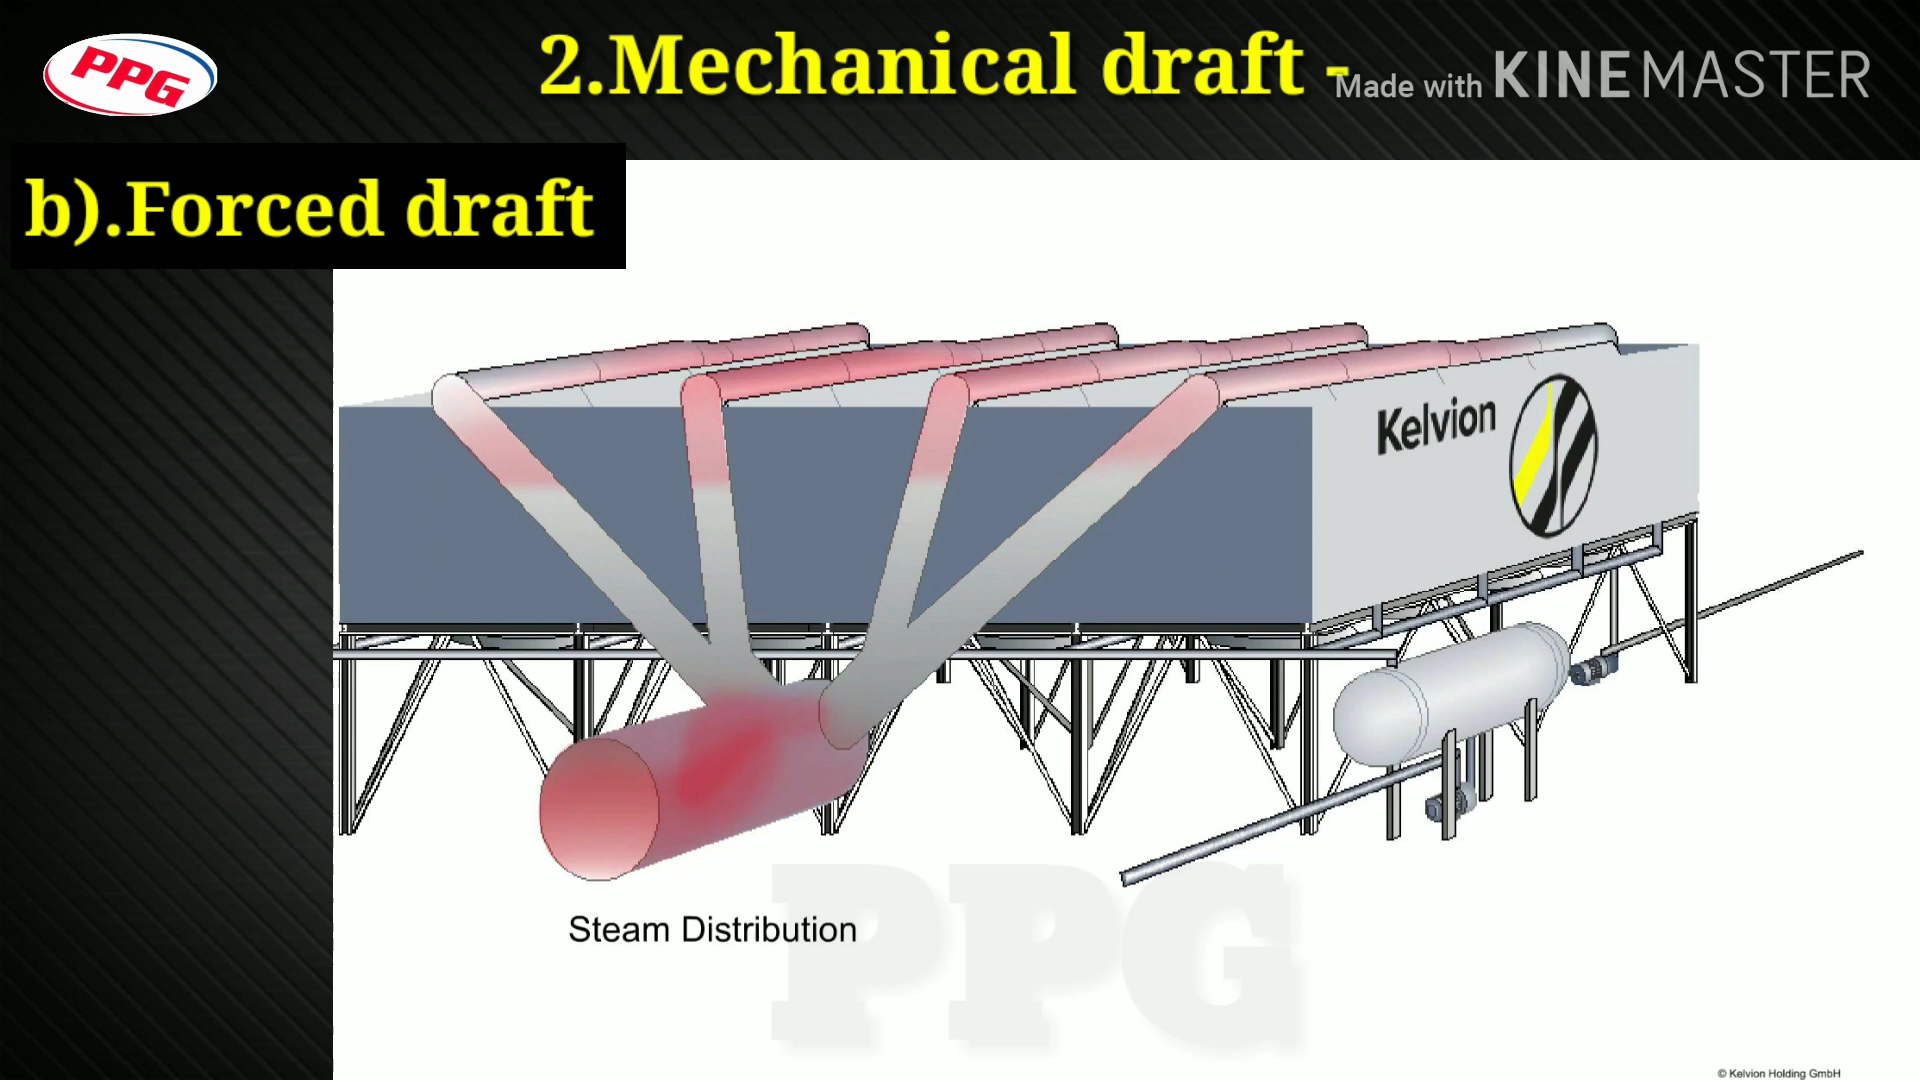 PPG
2.Mechanical draft -
Made with KINEMASTER
b).Forced draft
Kelvion
Steam Distribution
PPG
© Kelvion Holding GmbH